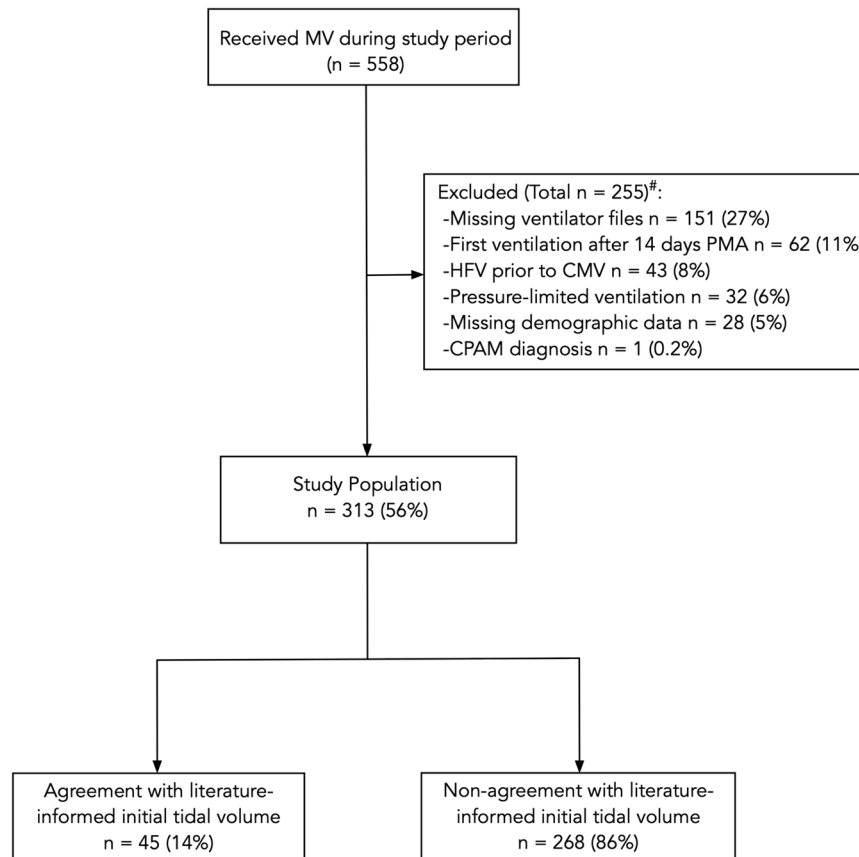 Received MV during study period
(n = 558)
Excluded (Total n = 255)#:
-Missing ventilator files n = 151 (27%)
-First ventilation after 14 days PMA n = 62 (11%
-HFV prior to CMV n = 43 (8%)
-Pressure-limited ventilation n = 32 (6%)
-Missing demographic data n = 28 (5%)
-CPAM diagnosis n = 1 (0.2%)
Study Population
n = 313 (56%)
Agreement with literature-
informed initial tidal volume
n = 45 (14%)
Non-agreement with literature-
informed initial tidal volume
n = 268 (86%)